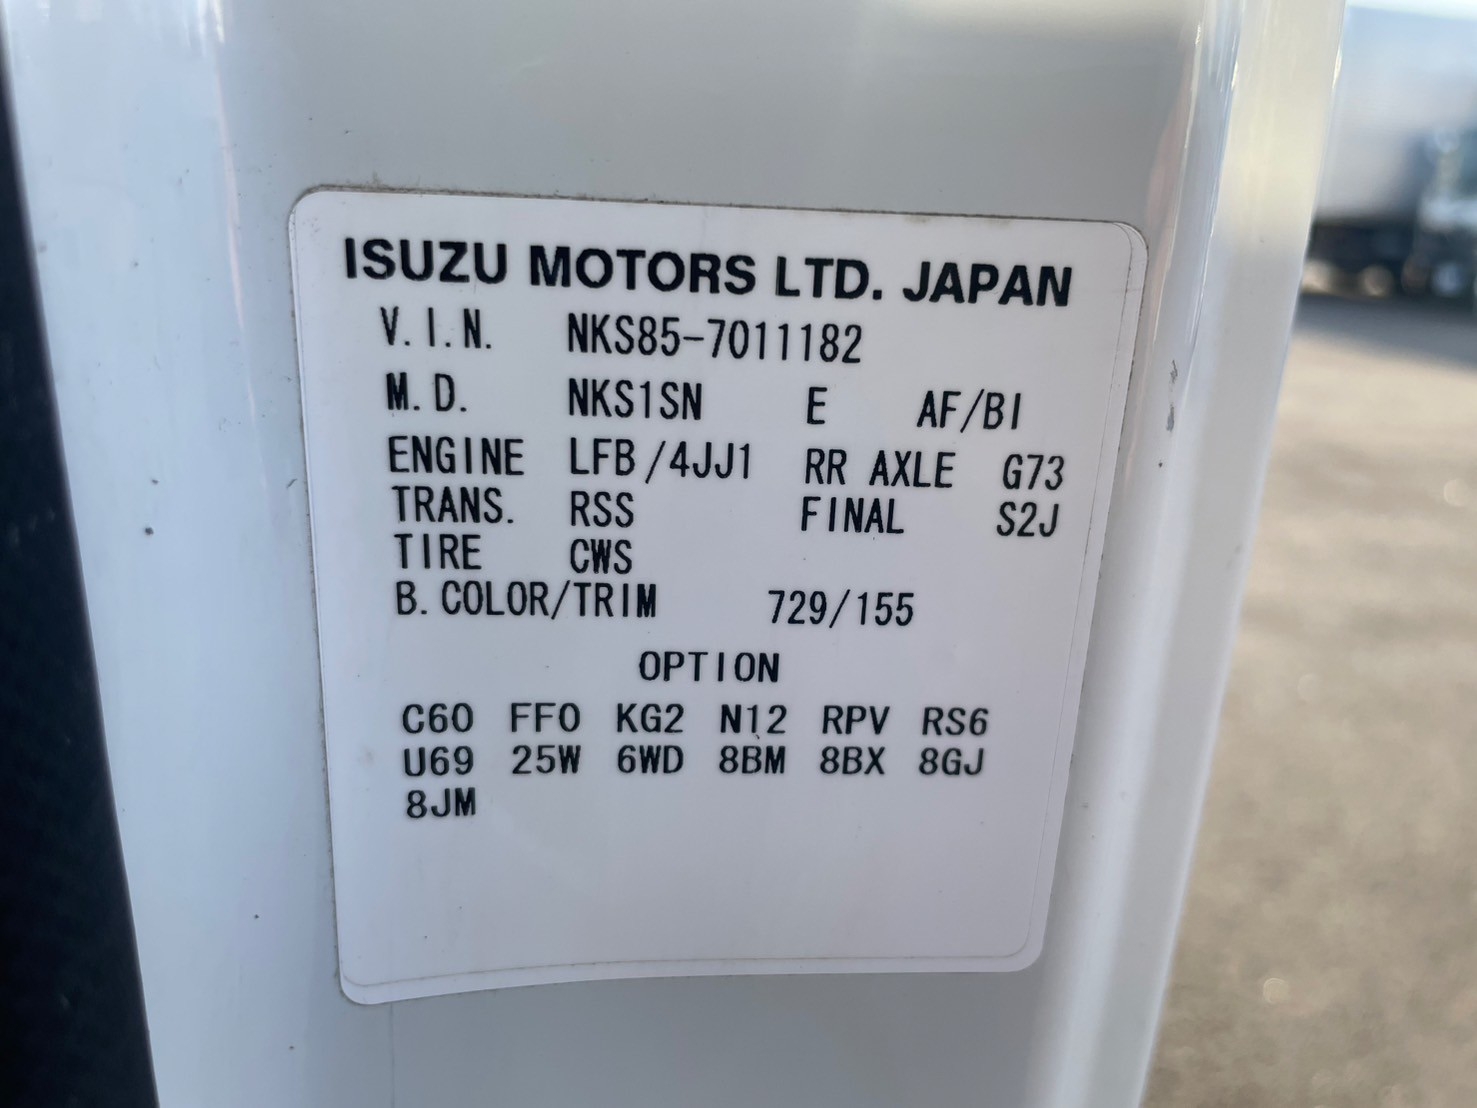 ISUZU MOTORS LTD. JAPAN
V.I.N. NKS85-7011182
M.D. NKS1SN E AF/BI
ENGINE LFB/4JJ1 RR AXLE G73
TRANS. RSS FINAL S2J
TIRE CWS
B.COLOR/TRIM 729/155
OPTION
C60 FF0 KG2 N12 RPV RS6
U69 25W 6WD 8BM 8BX 8GJ
8JM